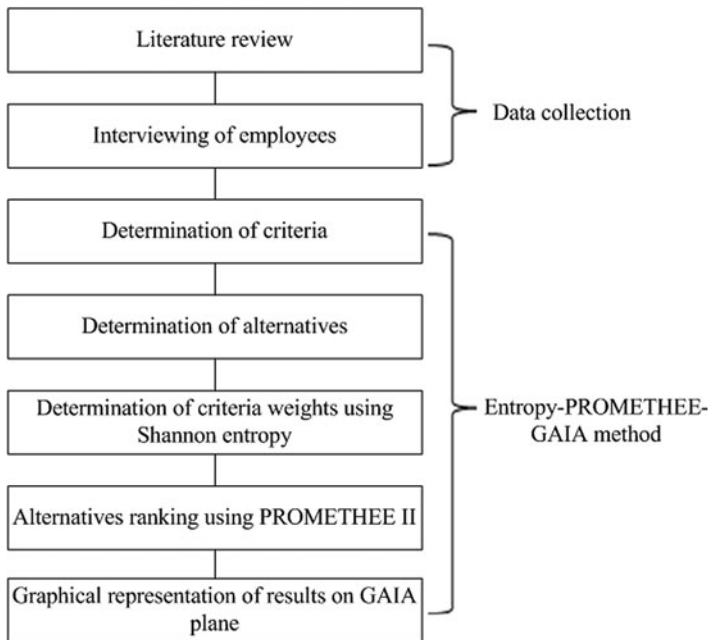 Literature review
Interviewing of employees
Data collection
Determination of criteria
Determination of alternatives
Determination of criteria weights using
Shannon entropy
Entropy-PROMETHEE-
GAIA method
Alternatives ranking using PROMETHEE II
Graphical representation of results on GAIA
plane